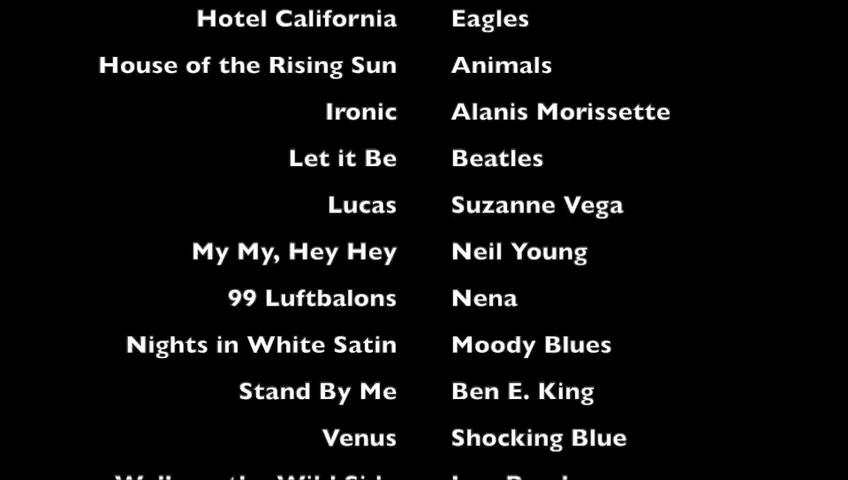 Hotel California Eagles
House of the Rising Sun Animals
Ironic Alanis Morissette
Let it Be Beatles
Lucas Suzanne Vega
My My, Hey Hey Neil Young
99 Luftbalons Nena
Nights in White Satin Moody Blues
Stand By Me Ben E. King
Venus Shocking Blue